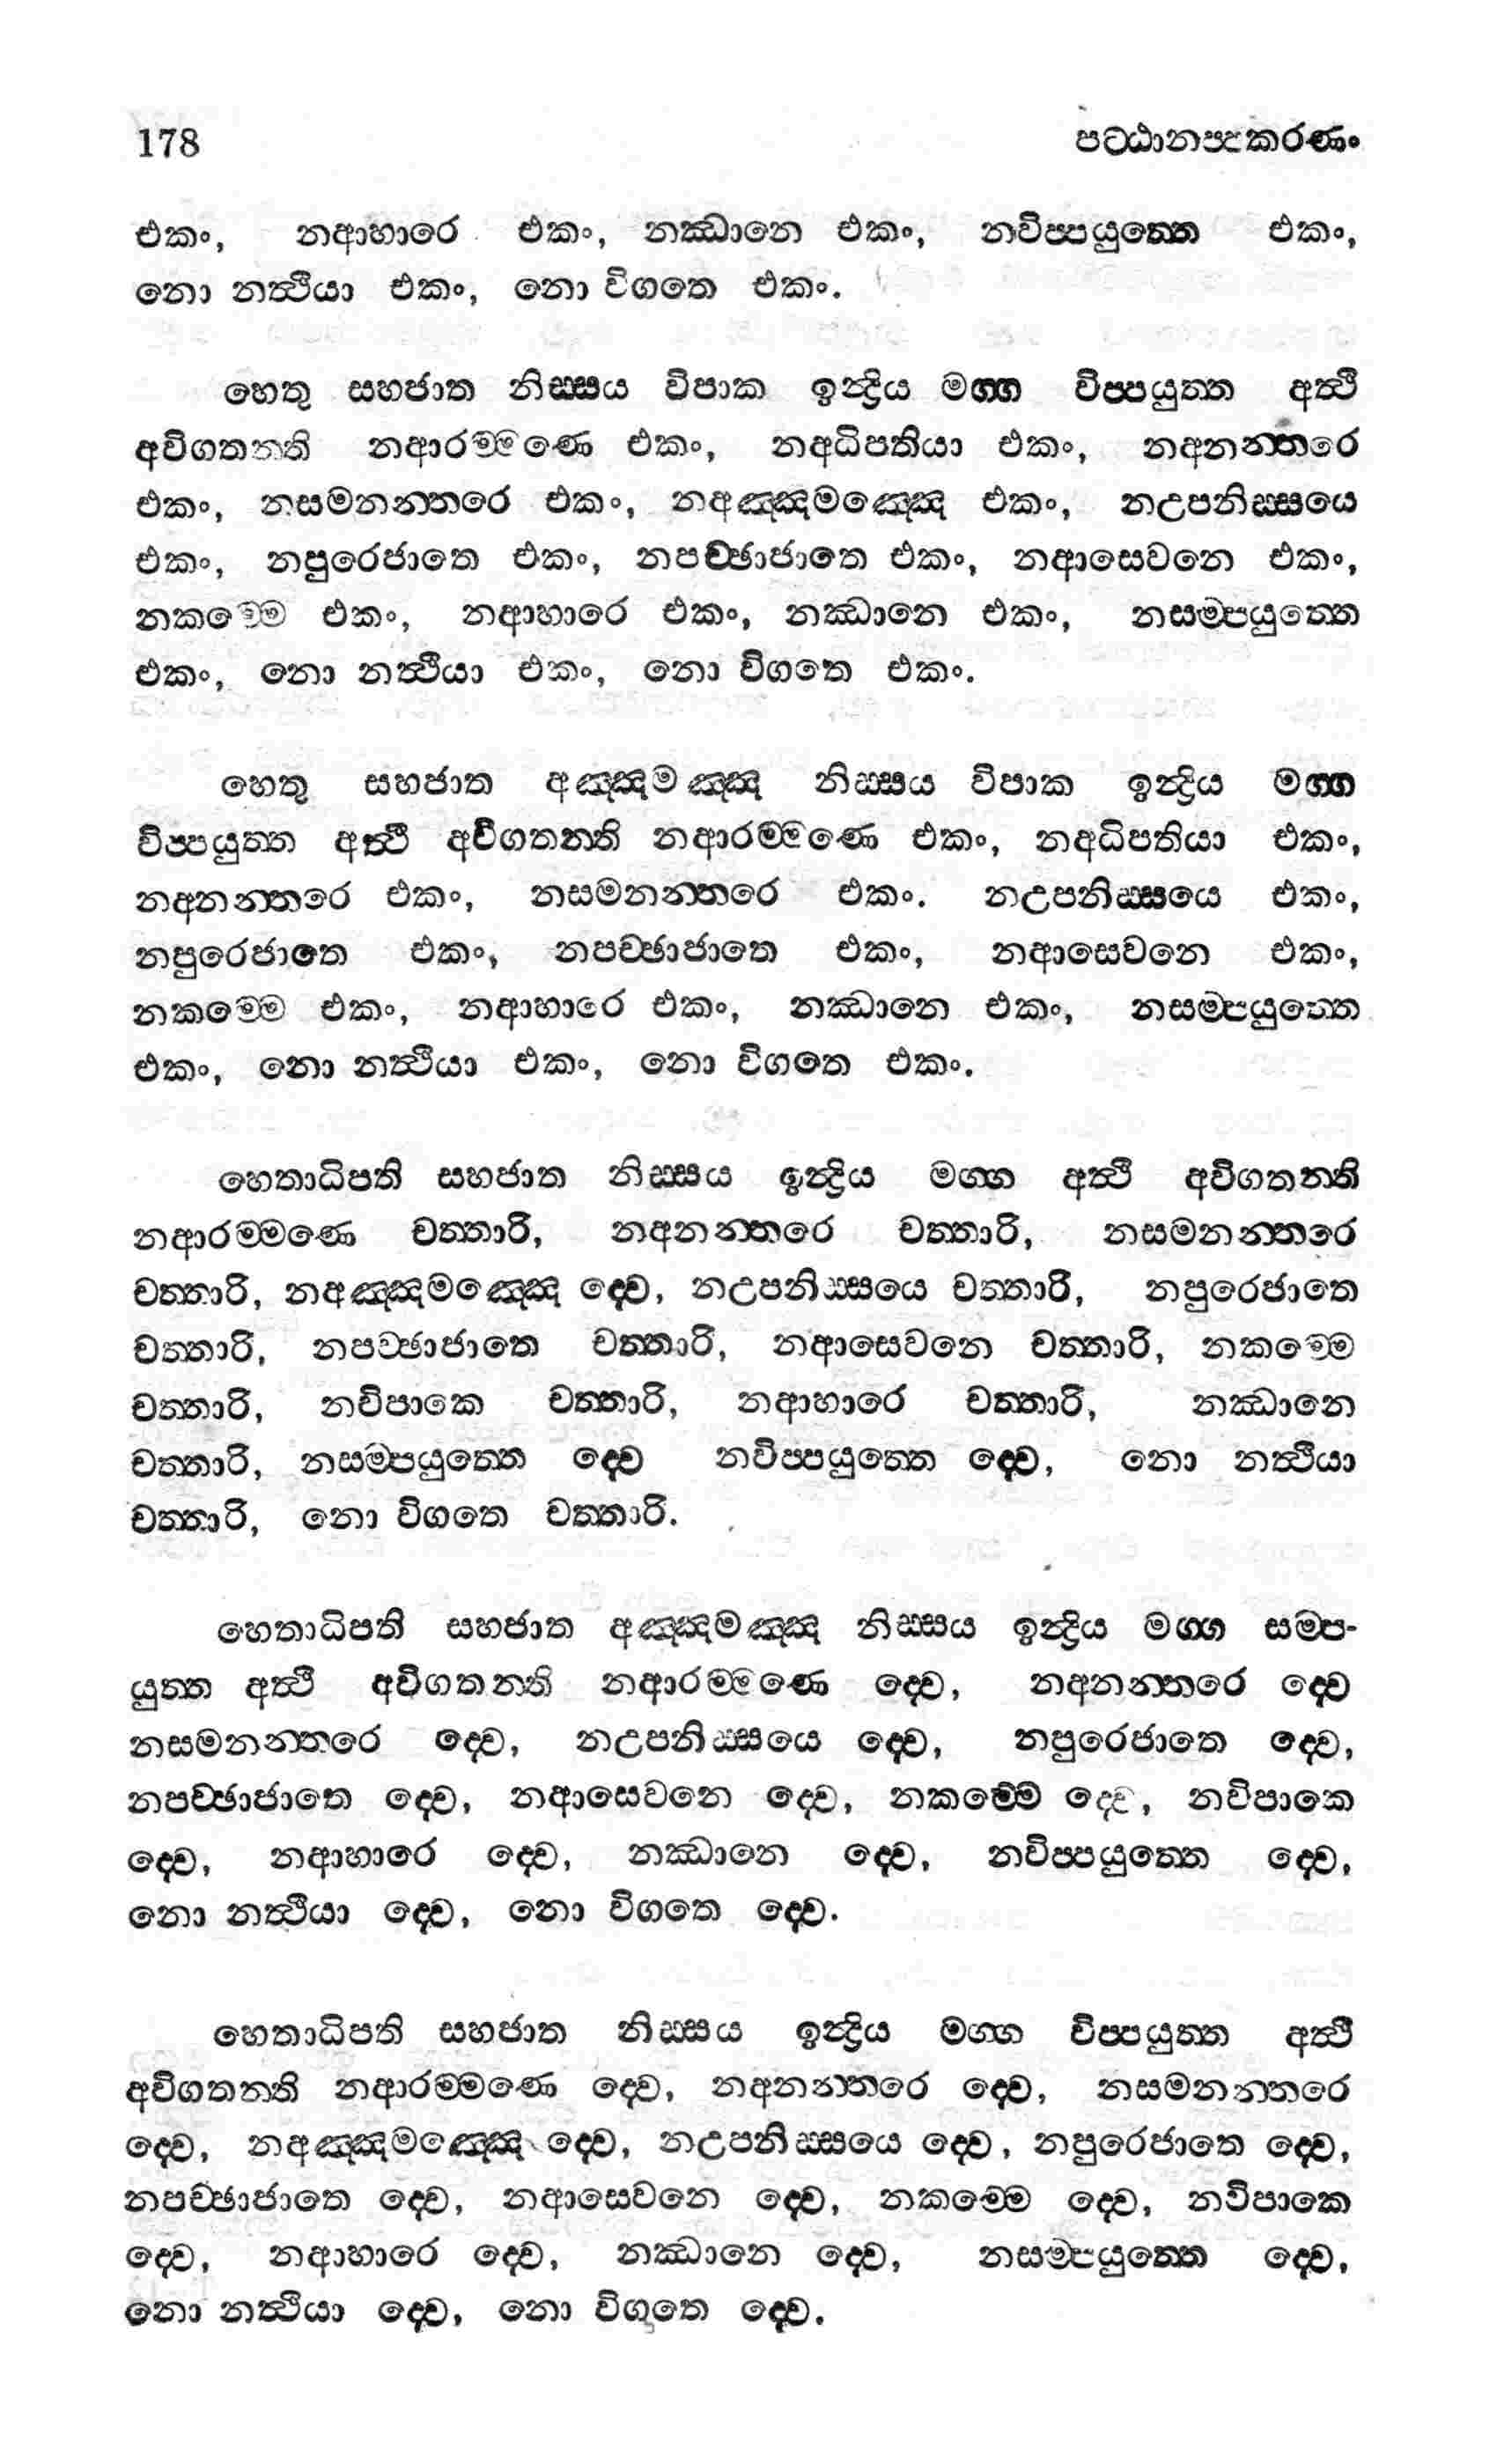 178 පට්ඨානප්පකරණං
එකං, නආහාරෙ එකං, නඣානෙ එකං, නවිප්පයුත්තෙ එකං,
නො නත්ථියා එකං, නො විගතෙ එකං.
හෙතු සහජාත නිස්සය විපාක ඉන්ද්‍රිය මග්ග විප්පයුත්ත අත්ථි
අවිගතන්ති නආරම්මණෙ එකං, නඅධිපතියා එකං, නඅනන්තරෙ
එකං, නසමනන්තරෙ එකං, නඅඤ්ඤමඤ්ඤෙ එකං, නඋපනිස්සයෙ
එකං, නපුරෙජාතෙ එකං, නපච්ඡාජාතෙ එකං, නආසෙවනෙ එකං,
නකම්මෙ එකං, නආහාරෙ එකං, නඣානෙ එකං, නසම්පයුත්තෙ
එකං, නො නත්ථියා එකං, නො විගතෙ එකං.
හෙතු සහජාත අඤ්ඤමඤ්ඤ නිස්සය විපාක ඉන්ද්‍රිය මග්ග
විප්පයුත්ත අත්ථි අවිගතන්ති නආරම්මණෙ එකං, නඅධිපතියා එකං,
නඅනන්තරෙ එකං, නසමනන්තරෙ එකං. නඋපනිස්සයෙ එකං,
නපුරෙජාතෙ එකං, නපච්ඡාජාතෙ එකං, නආසෙවනෙ එකං,
නකම්මෙ එකං, නආහාරෙ එකං, නඣානෙ එකං, නසම්පයුත්තෙ
එකං, නො නත්ථියා එකං, නො විගතෙ එකං.
හෙතාධිපති සහජාත නිස්සය ඉන්ද්‍රිය මග්ග අත්ථි අවිගතන්ති
නආරම්මණෙ චත්තාරි, නඅනන්තරෙ චත්තාරි, නසමනන්තරෙ
චත්තාරි, නඅඤ්ඤමඤ්ඤෙ ද්වෙ, නඋපනිස්සයෙ චත්තාරි, නපුරෙජාතෙ
චත්තාරි, නපච්ඡාජාතෙ චත්තාරි, නආසෙවනෙ චත්තාරි, නකම්මෙ
චත්තාරි, නවිපාකෙ චත්තාරි, නආහාරෙ චත්තාරි, නඣානෙ
චත්තාරි, නසම්පයුත්තෙ ද්වෙ නවිප්පයුත්තෙ ද්වෙ, නො නත්ථියා
චත්තාරි, නො විගතෙ චත්තාරි.
හෙතාධිපති සහජාත අඤ්ඤමඤ්ඤ නිස්සය ඉන්ද්‍රිය මග්ග සම්ප-
යුත්ත අත්ථි අවිගතන්ති නආරම්මණෙ ද්වෙ, නඅනන්තරෙ ද්වෙ
නසමනන්තරෙ ද්වෙ, නඋපනිස්සයෙ ද්වෙ, නපුරෙජාතෙ ද්වෙ,
නපච්ඡාජාතෙ ද්වෙ, නආසෙවනෙ ද්වෙ, නකම්මෙ ද්වෙ, නවිපාකෙ
ද්වෙ, නආහාරෙ ද්වෙ, නඣානෙ ද්වෙ, නවිප්පයුත්තෙ ද්වෙ,
නො නත්ථියා ද්වෙ, නො විගතෙ ද්වෙ.
හෙතාධිපති සහජාත නිස්සය ඉන්ද්‍රිය මග්ග විප්පයුත්ත අත්ථි
අවිගතන්ති නආරම්මණෙ ද්වෙ, නඅනන්තරෙ ද්වෙ, නසමනන්තරෙ
ද්වෙ, නඅඤ්ඤමඤ්ඤෙ ද්වෙ, නඋපනිස්සයෙ ද්වෙ, නපුරෙජාතෙ ද්වෙ,
නපච්ඡාජාතෙ ද්වෙ, නආසෙවනෙ ද්වෙ, නකම්මෙ ද්වෙ, නවිපාකෙ
ද්වෙ, නආහාරෙ ද්වෙ, නඣානෙ ද්වෙ, නසම්පයුත්තෙ ද්වෙ,
නො නත්ථියා ද්වෙ, නො විගතෙ ද්වෙ.